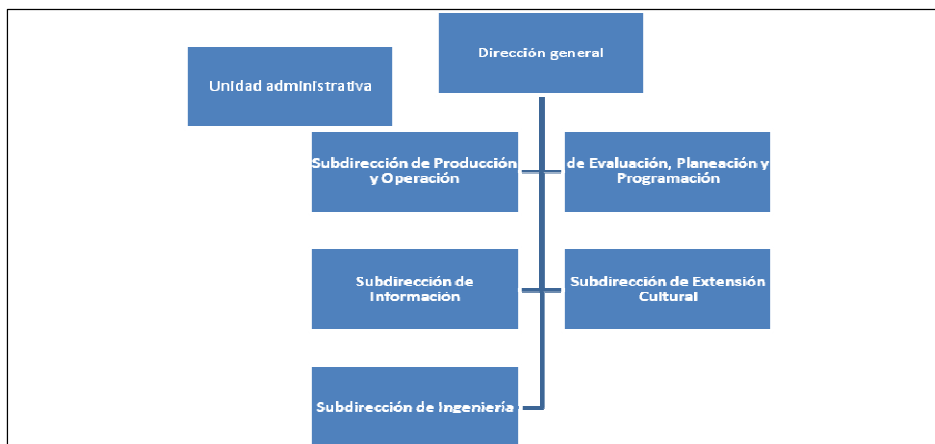 Dirección general
Unidad administrativa
Subdirección de Producción
y Operación
de Evaluación, Planeación y
Programación
Subdirección de
Información
Subdirección de Extensión
Cultural
Subdirección de Ingeniería